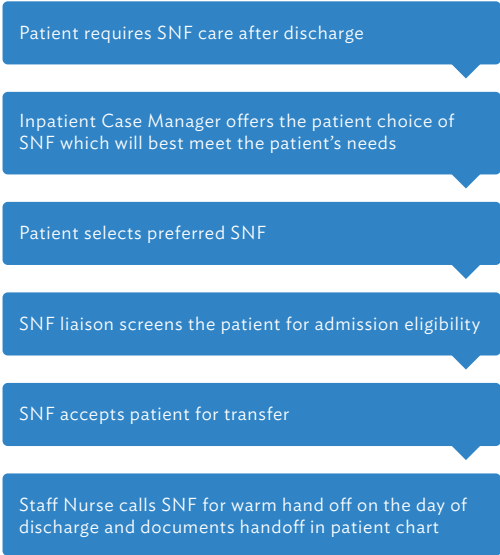 Patient requires SNF care after discharge
Inpatient Case Manager offers the patient choice of
SNF which will best meet the patient’s needs
Patient selects preferred SNF
SNF liaison screens the patient for admission eligibility
SNF accepts patient for transfer
Staff Nurse calls SNF for warm hand off on the day of
discharge and documents handoff in patient chart